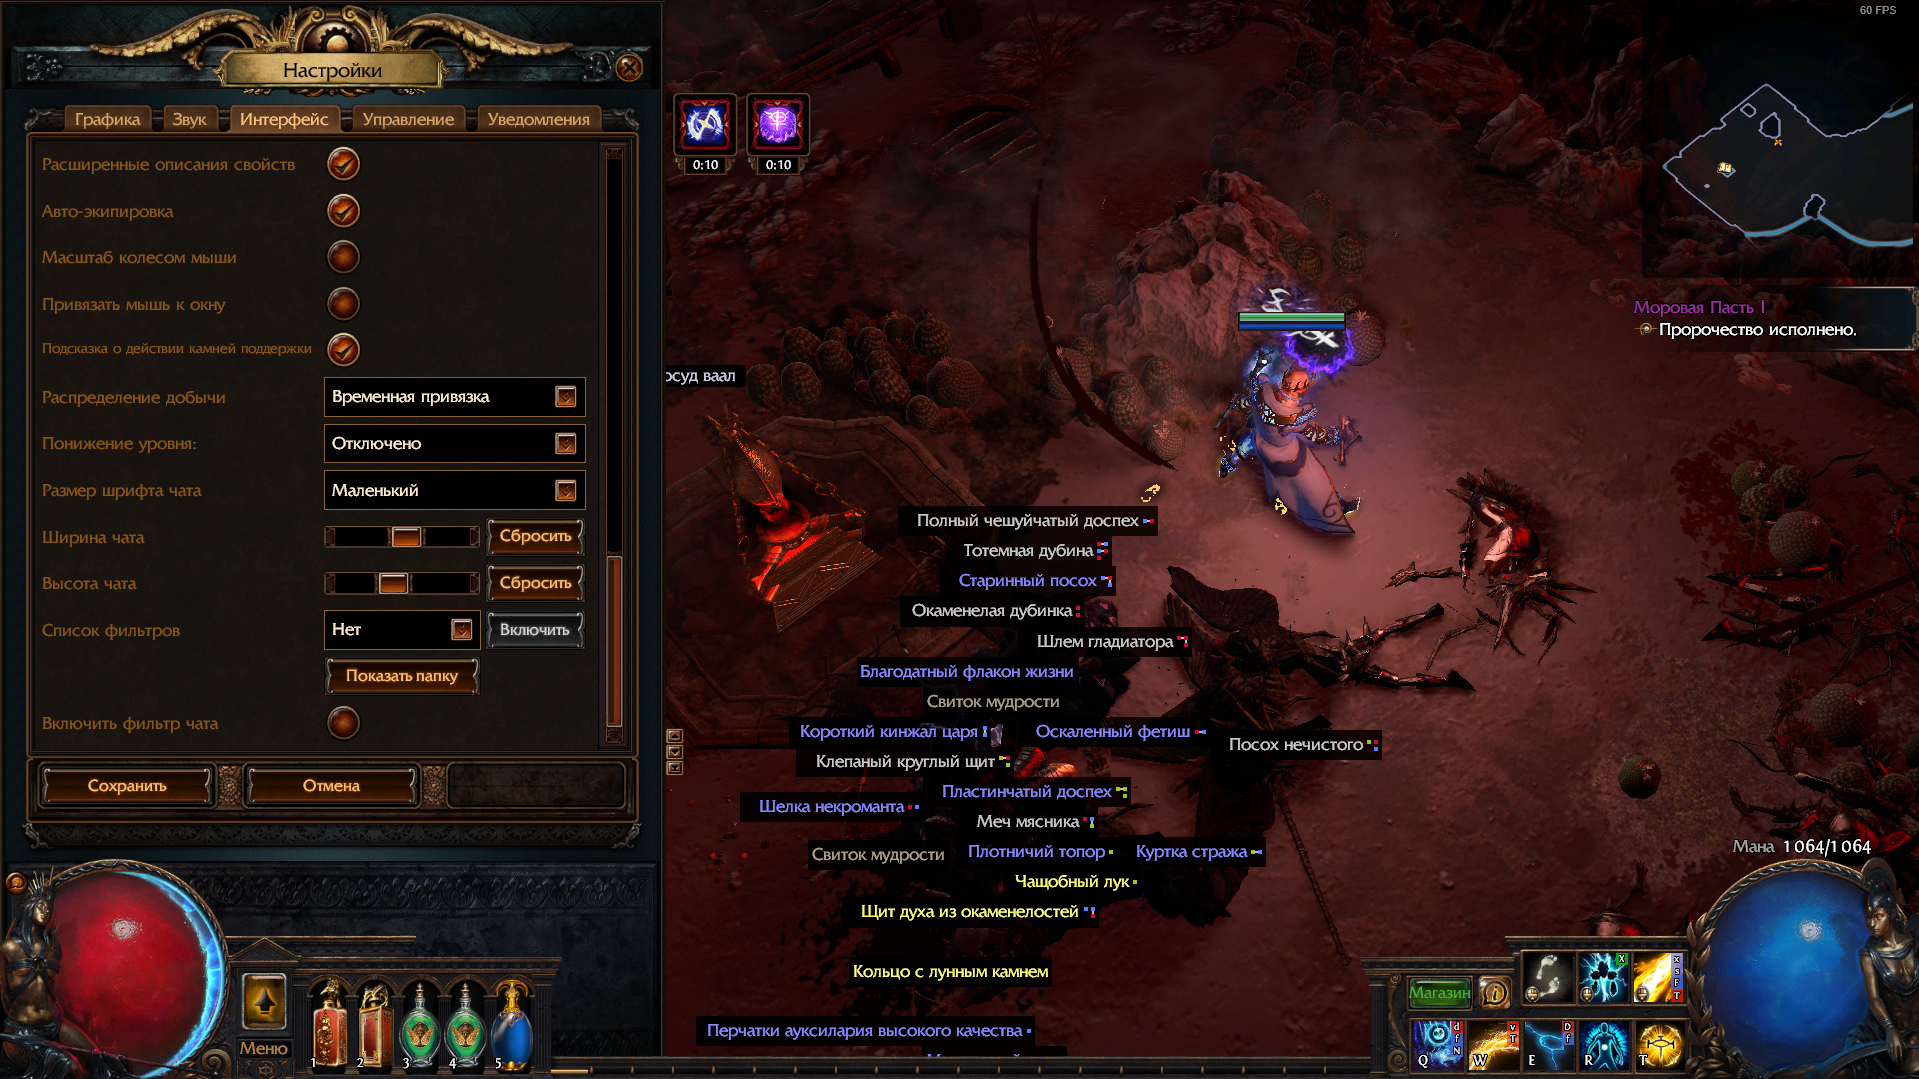 60 FPS
Настройки
Графика
Звук
Интерфейс
Управление
Уведомления
Расширенные описания свойств
Авто-экипировка
Масштаб колесом мыши
Привязать мышь к окну
Подсказка о действии камней поддержки
Распределение добычи
Временная привязка
Понижение уровня:
Отключено
Размер шрифта чата
Маленький
Ширина чата
Сбросить
Высота чата
Сбросить
Список фильтров
Нет
Включить
Показать папку
Включить фильтр чата
Сохранить
Отмена
0:10
0:10
Моровая Пасть I
Пророчество исполнено.
осуд ваал
Полный чешуйчатый доспех
Тотемная дубина
Старинный посох
Окаменелая дубинка
Шлем гладиатора
Благодатный флакон жизни
Свиток мудрости
Короткий кинжал царя
Оскаленный фетиш
Посох нечистого
Клепаный круглый щит
Пластинчатый доспех
Шелка некроманта
Меч мясника
Свиток мудрости
Плотничий топор
Куртка стража
Чащобный лук
Щит духа из окаменелостей
Кольцо с лунным камнем
Перчатки ауксилария высокого качества
Мана 1 064/1 064
Меню
1
2
3
4
5
Магазин
X
x
s
f
T
Q
d
f
N
W
v
T
E
D
f
R
T